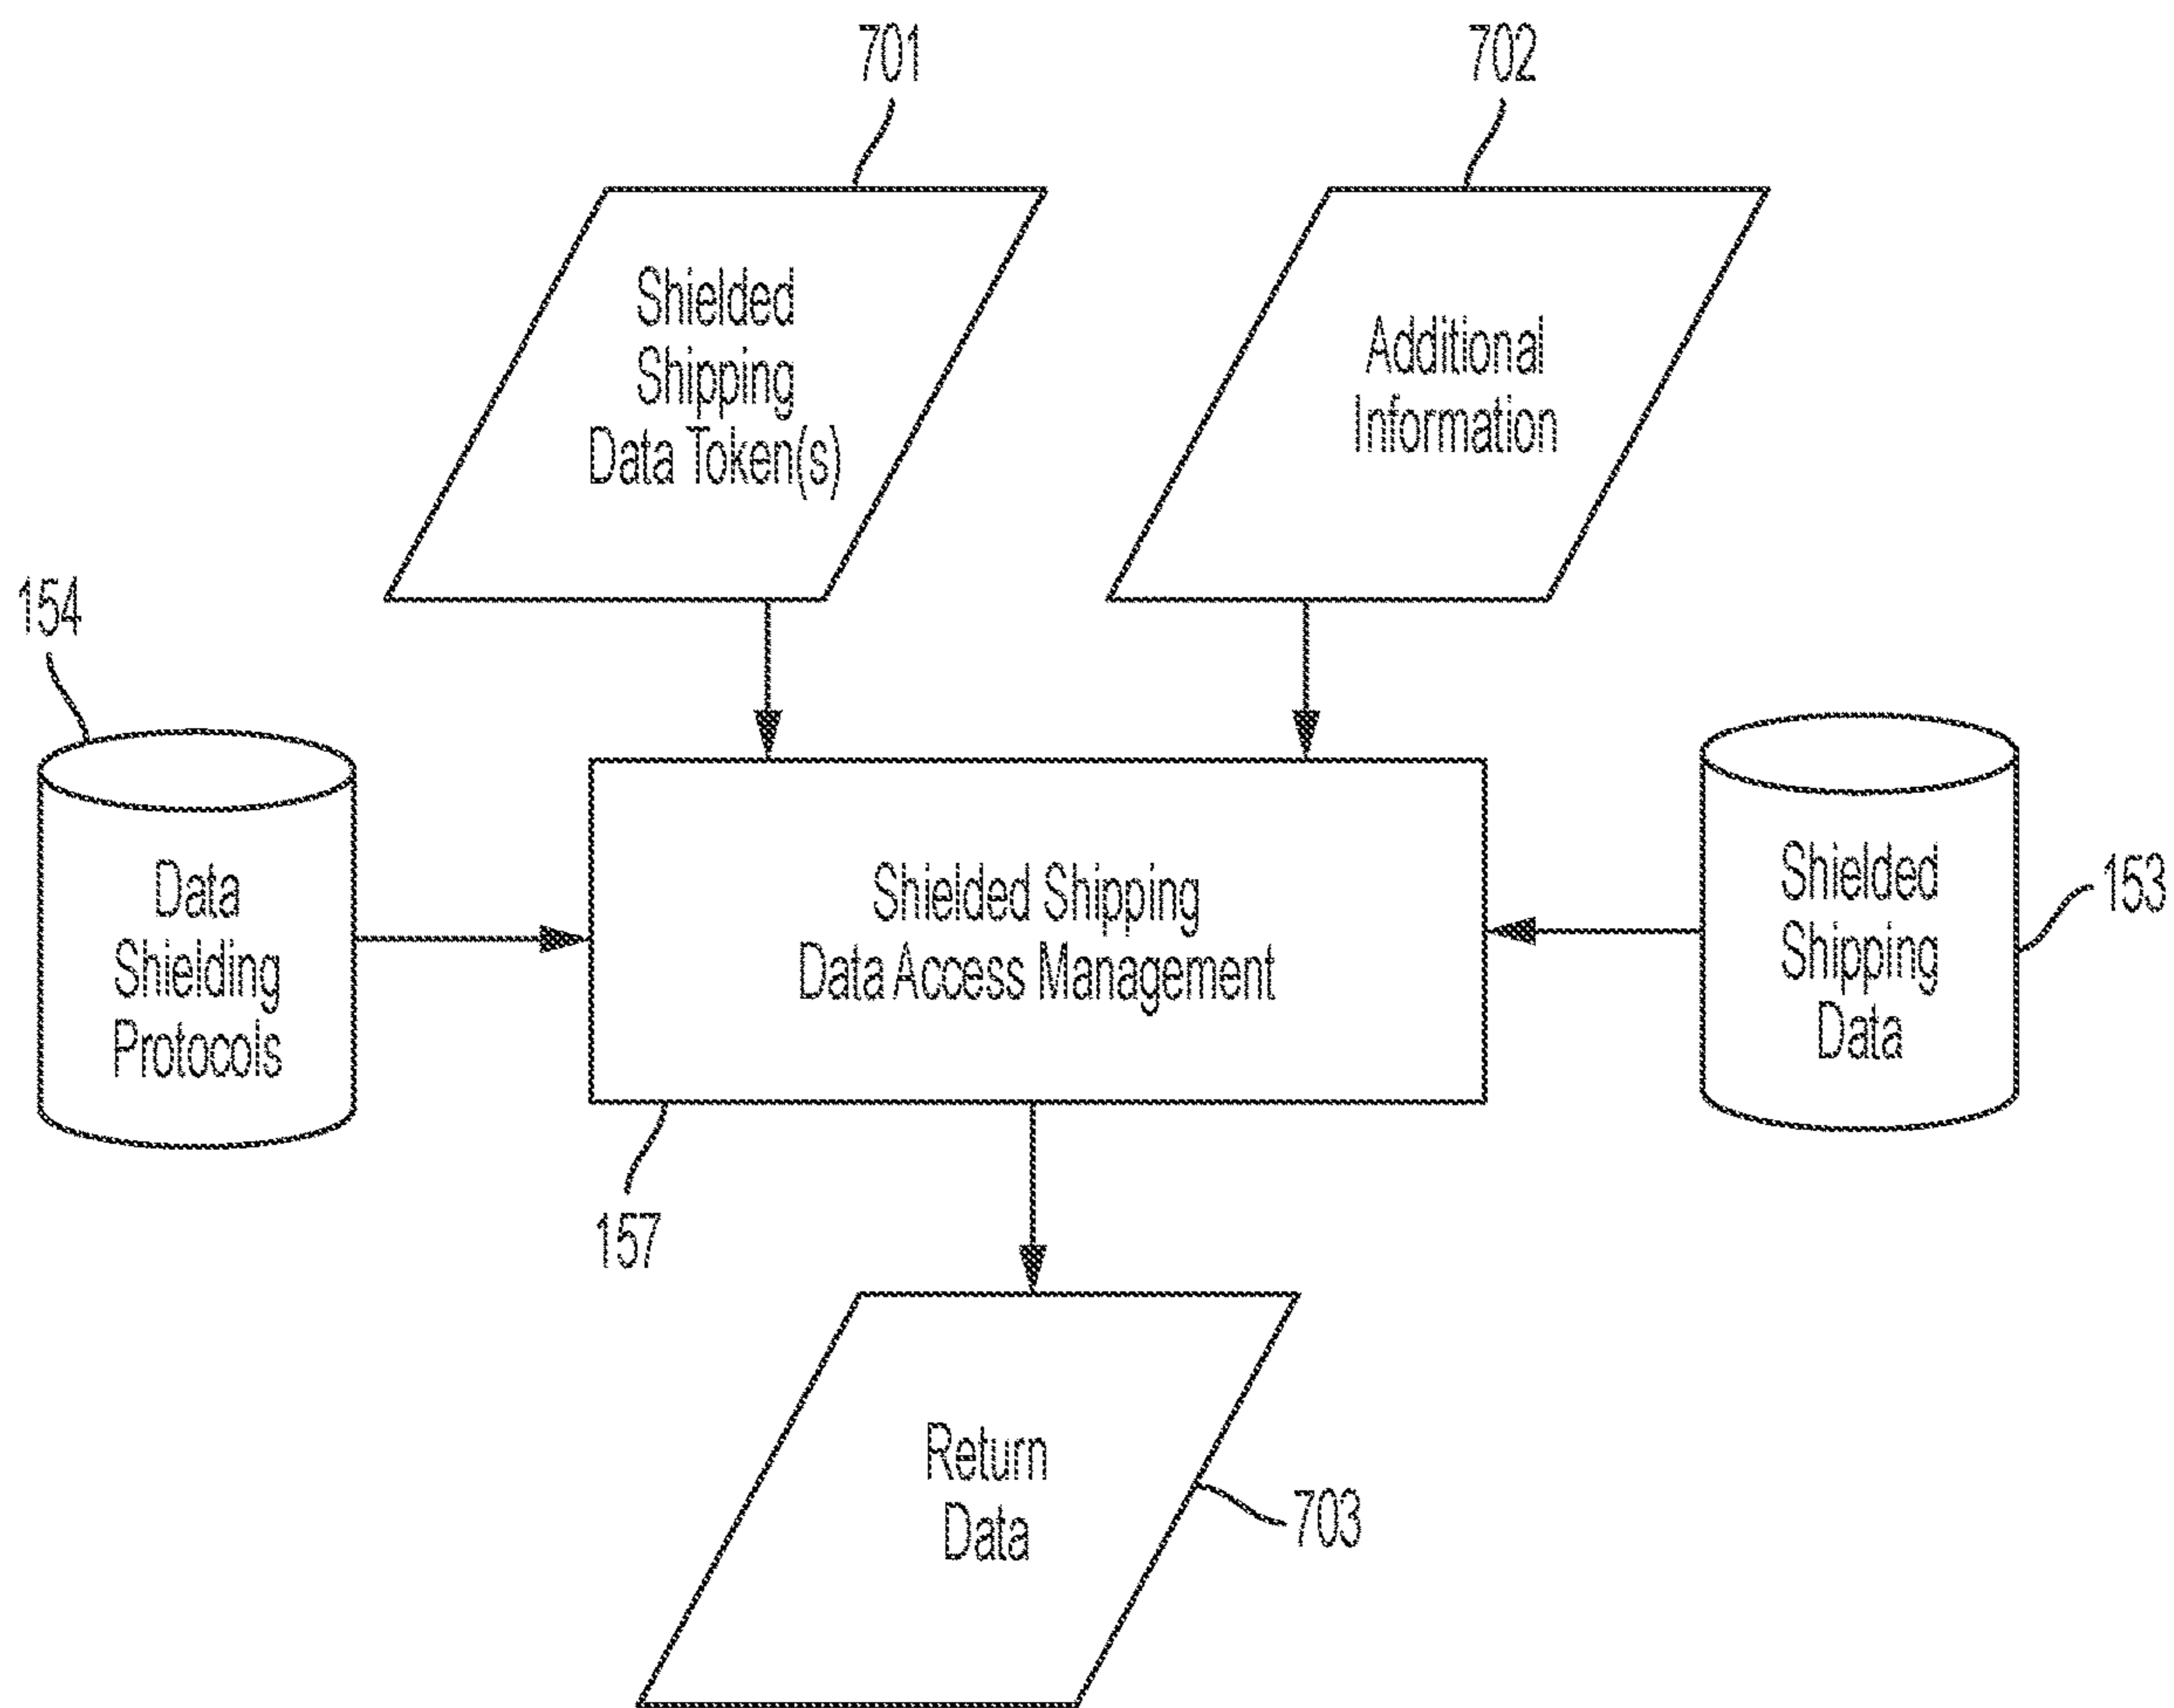 701
702
Shielded
Shipping
Data Token(s)
Additional
Information
154
Data
Shielding
Protocols
Shielded Shipping
Data Access Management
Shielded
Shipping
Data
153
157
Return
Data
703